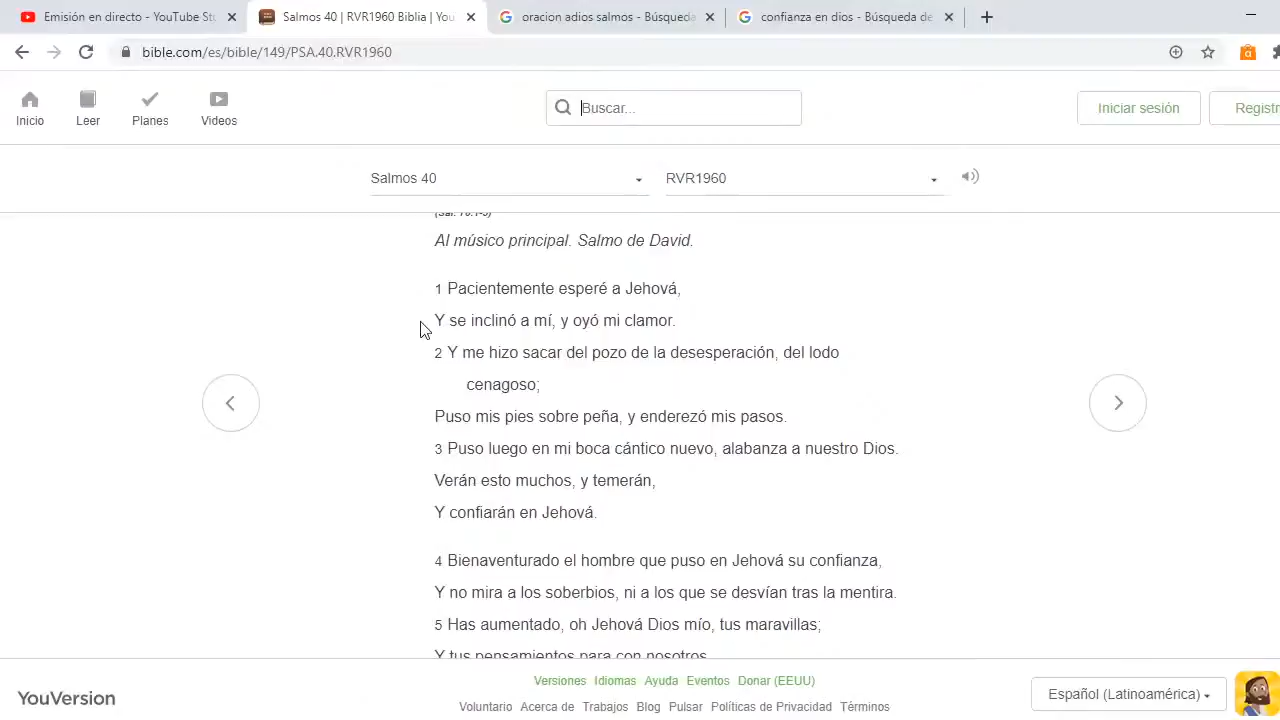 Emisión en directo - YouTube Stu
Salmos 40 | RVR1960 Biblia | You
oracion adios salmos - Búsqueda
confianza en dios - Búsqueda de
bible.com/es/bible/149/PSA.40.RVR1960
Inicio
Leer
Planes
Videos
Buscar...
Iniciar sesión
Registr
Salmos 40
RVR1960
Al músico principal. Salmo de David.
1 Pacientemente esperé a Jehová,
Y se inclinó a mí, y oyó mi clamor.
2 Y me hizo sacar del pozo de la desesperación, del lodo
cenagoso;
Puso mis pies sobre peña, y enderezó mis pasos.
3 Puso luego en mi boca cántico nuevo, alabanza a nuestro Dios.
Verán esto muchos, y temerán,
Y confiarán en Jehová.
4 Bienaventurado el hombre que puso en Jehová su confianza,
Y no mira a los soberbios, ni a los que se desvían tras la mentira.
5 Has aumentado, oh Jehová Dios mío, tus maravillas;
Y tus pensamientos para con nosotros
Versiones Idiomas Ayuda Eventos Donar (EEUU)
YouVersion
Español (Latinoamérica)
Voluntario Acerca de Trabajos Blog Pulsar Políticas de Privacidad Términos